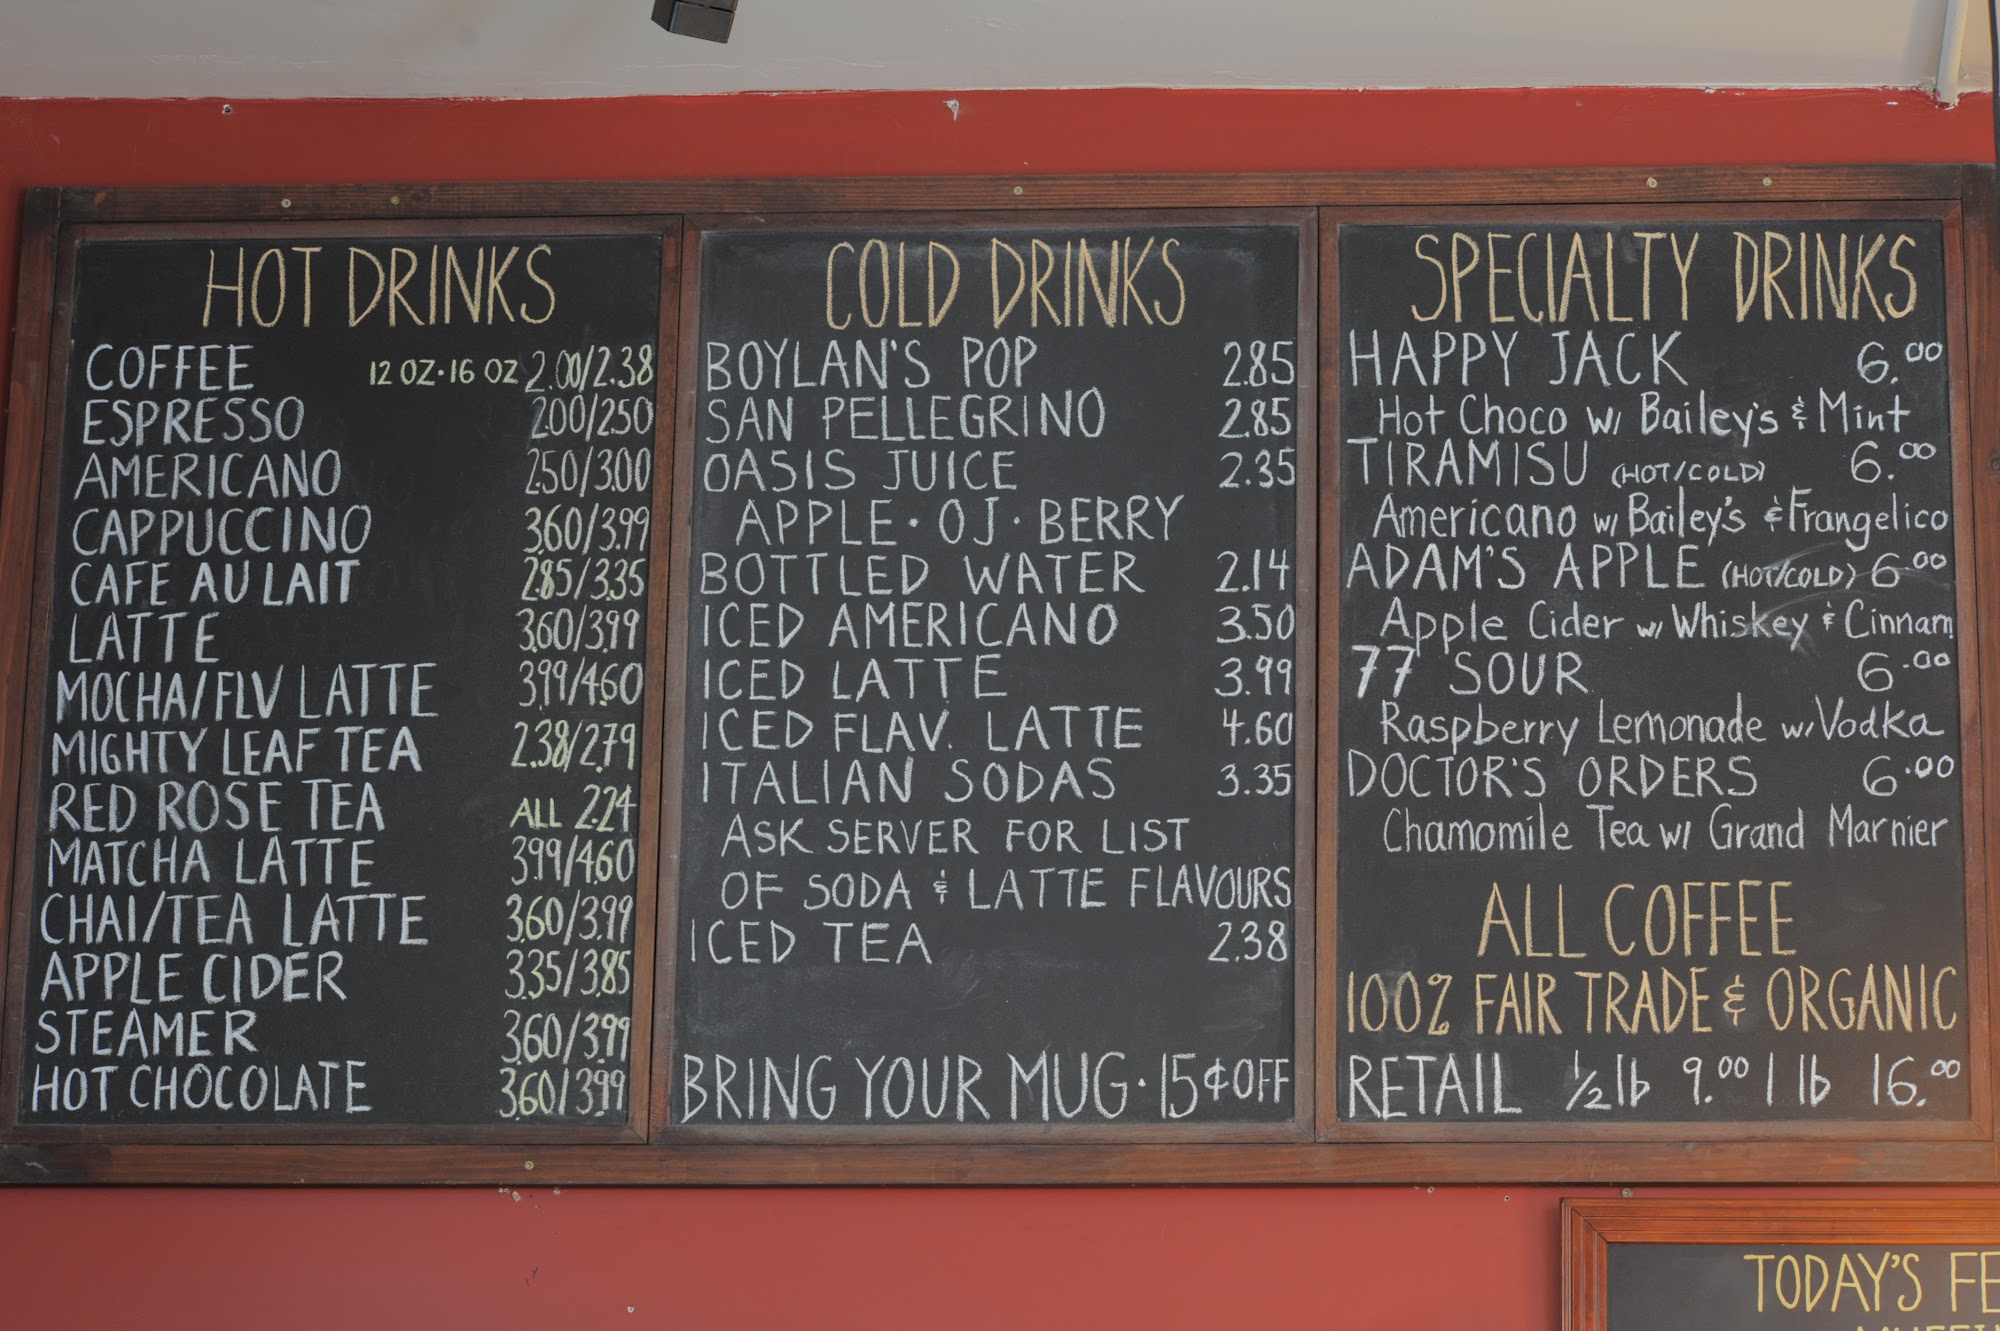 HOT DRINKS
COFFEE 12 OZ·16 OZ 2.00/2.38
ESPRESSO 2.00/2.50
AMERICANO 2.50/3.00
CAPPUCCINO 3.60/3.99
CAFE AU LAIT 2.85/3.35
LATTE 3.60/3.99
MOCHA/FLV LATTE 3.99/4.60
MIGHTY LEAF TEA 2.38/2.79
RED ROSE TEA ALL 2.24
MATCHA LATTE 3.99/4.60
CHAI/TEA LATTE 3.60/3.99
APPLE CIDER 3.35/3.85
STEAMER 3.60/3.99
HOT CHOCOLATE 3.60/3.99
COLD DRINKS
BOYLAN'S POP 2.85
SAN PELLEGRINO 2.85
OASIS JUICE 2.35
APPLE · OJ · BERRY
BOTTLED WATER 2.14
ICED AMERICANO 3.50
ICED LATTE 3.99
ICED FLAV. LATTE 4.60
ITALIAN SODAS 3.35
ASK SERVER FOR LIST
OF SODA & LATTE FLAVOURS
ICED TEA 2.38
BRING YOUR MUG · 15¢ OFF
SPECIALTY DRINKS
HAPPY JACK 6.00
Hot Choco w/ Bailey's & Mint
TIRAMISU (HOT/COLD) 6.00
Americano w/ Bailey's & Frangelico
ADAM'S APPLE (HOT/COLD) 6.00
Apple Cider w/ Whiskey & Cinnam
77 SOUR 6.00
Raspberry Lemonade w/ Vodka
DOCTOR'S ORDERS 6.00
Chamomile Tea w/ Grand Marnier
ALL COFFEE
100% FAIR TRADE & ORGANIC
RETAIL 1/2 lb 9.00 1 lb 16.00
TODAY'S FE